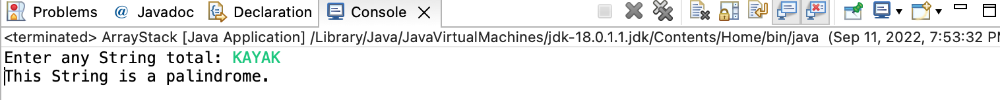 Problems @ Javadoc Declaration Console
<terminated> ArrayStack [Java Application] /Library/Java/JavaVirtualMachines/jdk-18.0.1.1.jdk/Contents/Home/bin/java (Sep 11, 2022, 7:53:32 PM
Enter any String total: KAYAK
This String is a palindrome.